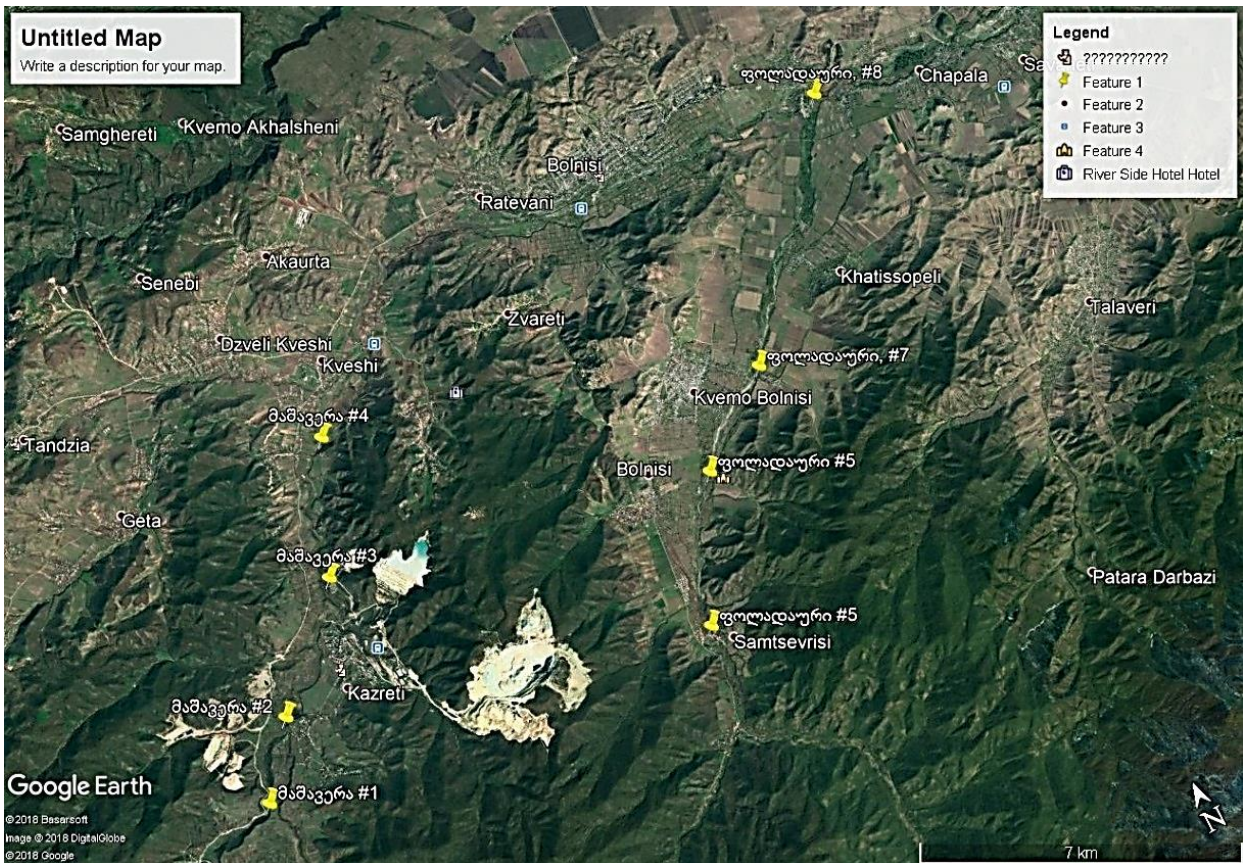 Untitled Map
Write a description for your map.
Legend
???????????
Feature 1
Feature 2
Feature 3
Feature 4
River Side Hotel Hotel
ფოლადაური, #8
Chapala
Samghereti
Kvemo Akhalsheni
Bolnisi
Ratevani
Akaurta
Senebi
Khatissopeli
Talaveri
Zvareti
Dzveli Kveshi
Kveshi
ფოლადაური, #7
Kvemo Bolnisi
მაშავერა #4
Tandzia
Bolnisi
ფოლადაური #5
Geta
მაშავერა #3
Patara Darbazi
ფოლადაური #5
Samtsevrisi
Kazreti
მაშავერა #2
მაშავერა #1
Google Earth
©2018 Basarsoft
Image © 2018 DigitalGlobe
©2018 Google
N
7 km